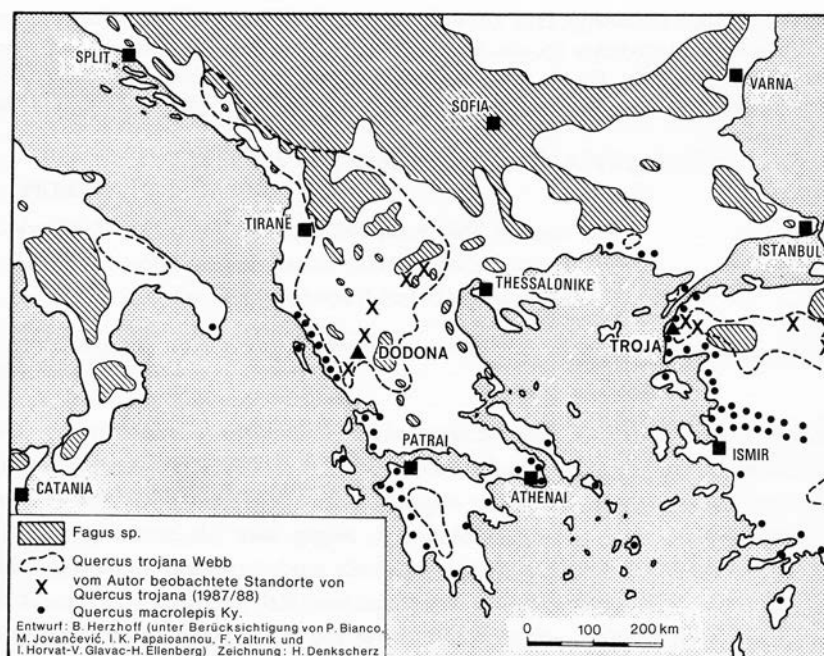 SPLIT
VARNA
SOFIA
TIRANE
ISTANBUL
THESSALONIKE
TROJA
DODONA
PATRAI
ISMIR
ATHENAI
CATANIA
Fagus sp.
Quercus trojana Webb
X vom Autor beobachtete Standorte von
Quercus trojana (1987/88)
Quercus macrolepis Ky.
Entwurf: B. Herzhoff (unter Berücksichtigung von P. Bianco,
M. Jovančević, I. K. Papaioannou, F. Yaltırık und
I. Horvat-V. Glavac-H. Ellenberg) Zeichnung: H. Denkscherz
0 100 200 km